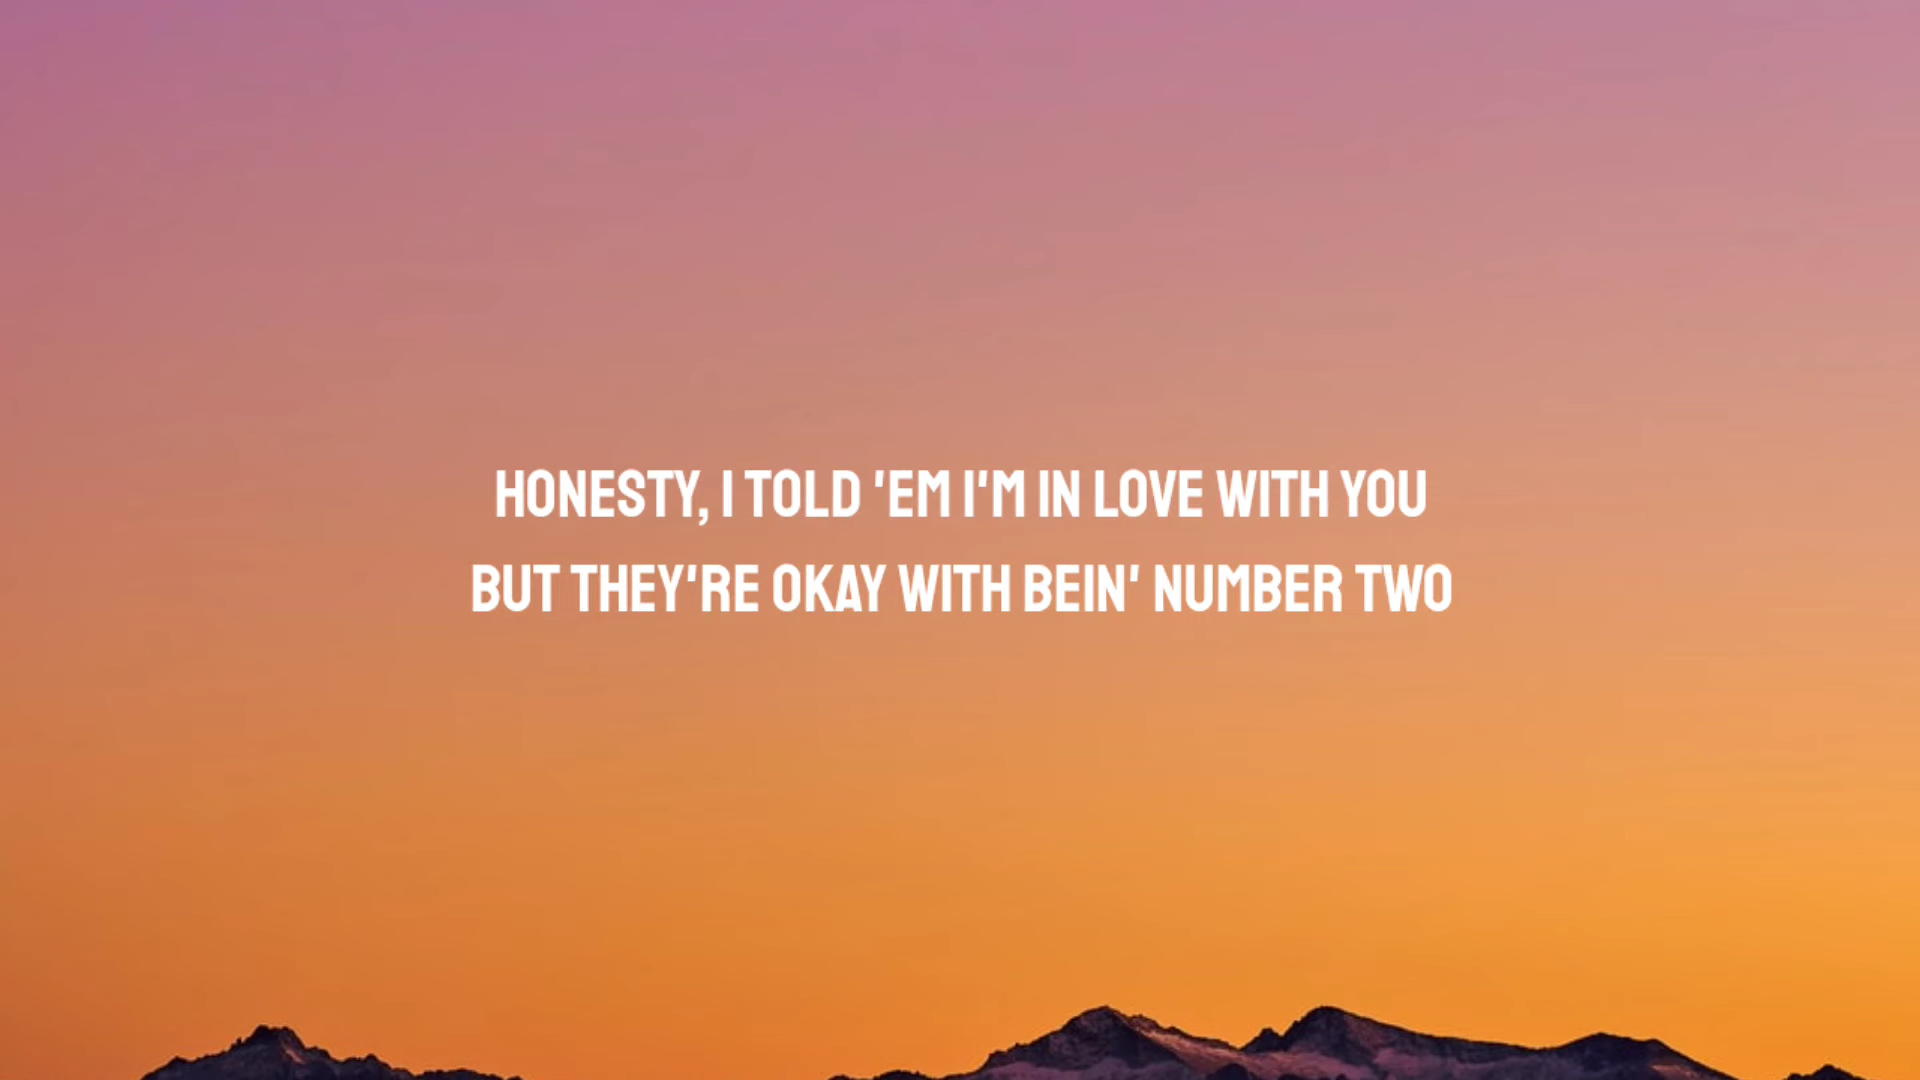 HONESTY, I TOLD 'EM I'M IN LOVE WITH YOU
BUT THEY'RE OKAY WITH BEIN' NUMBER TWO